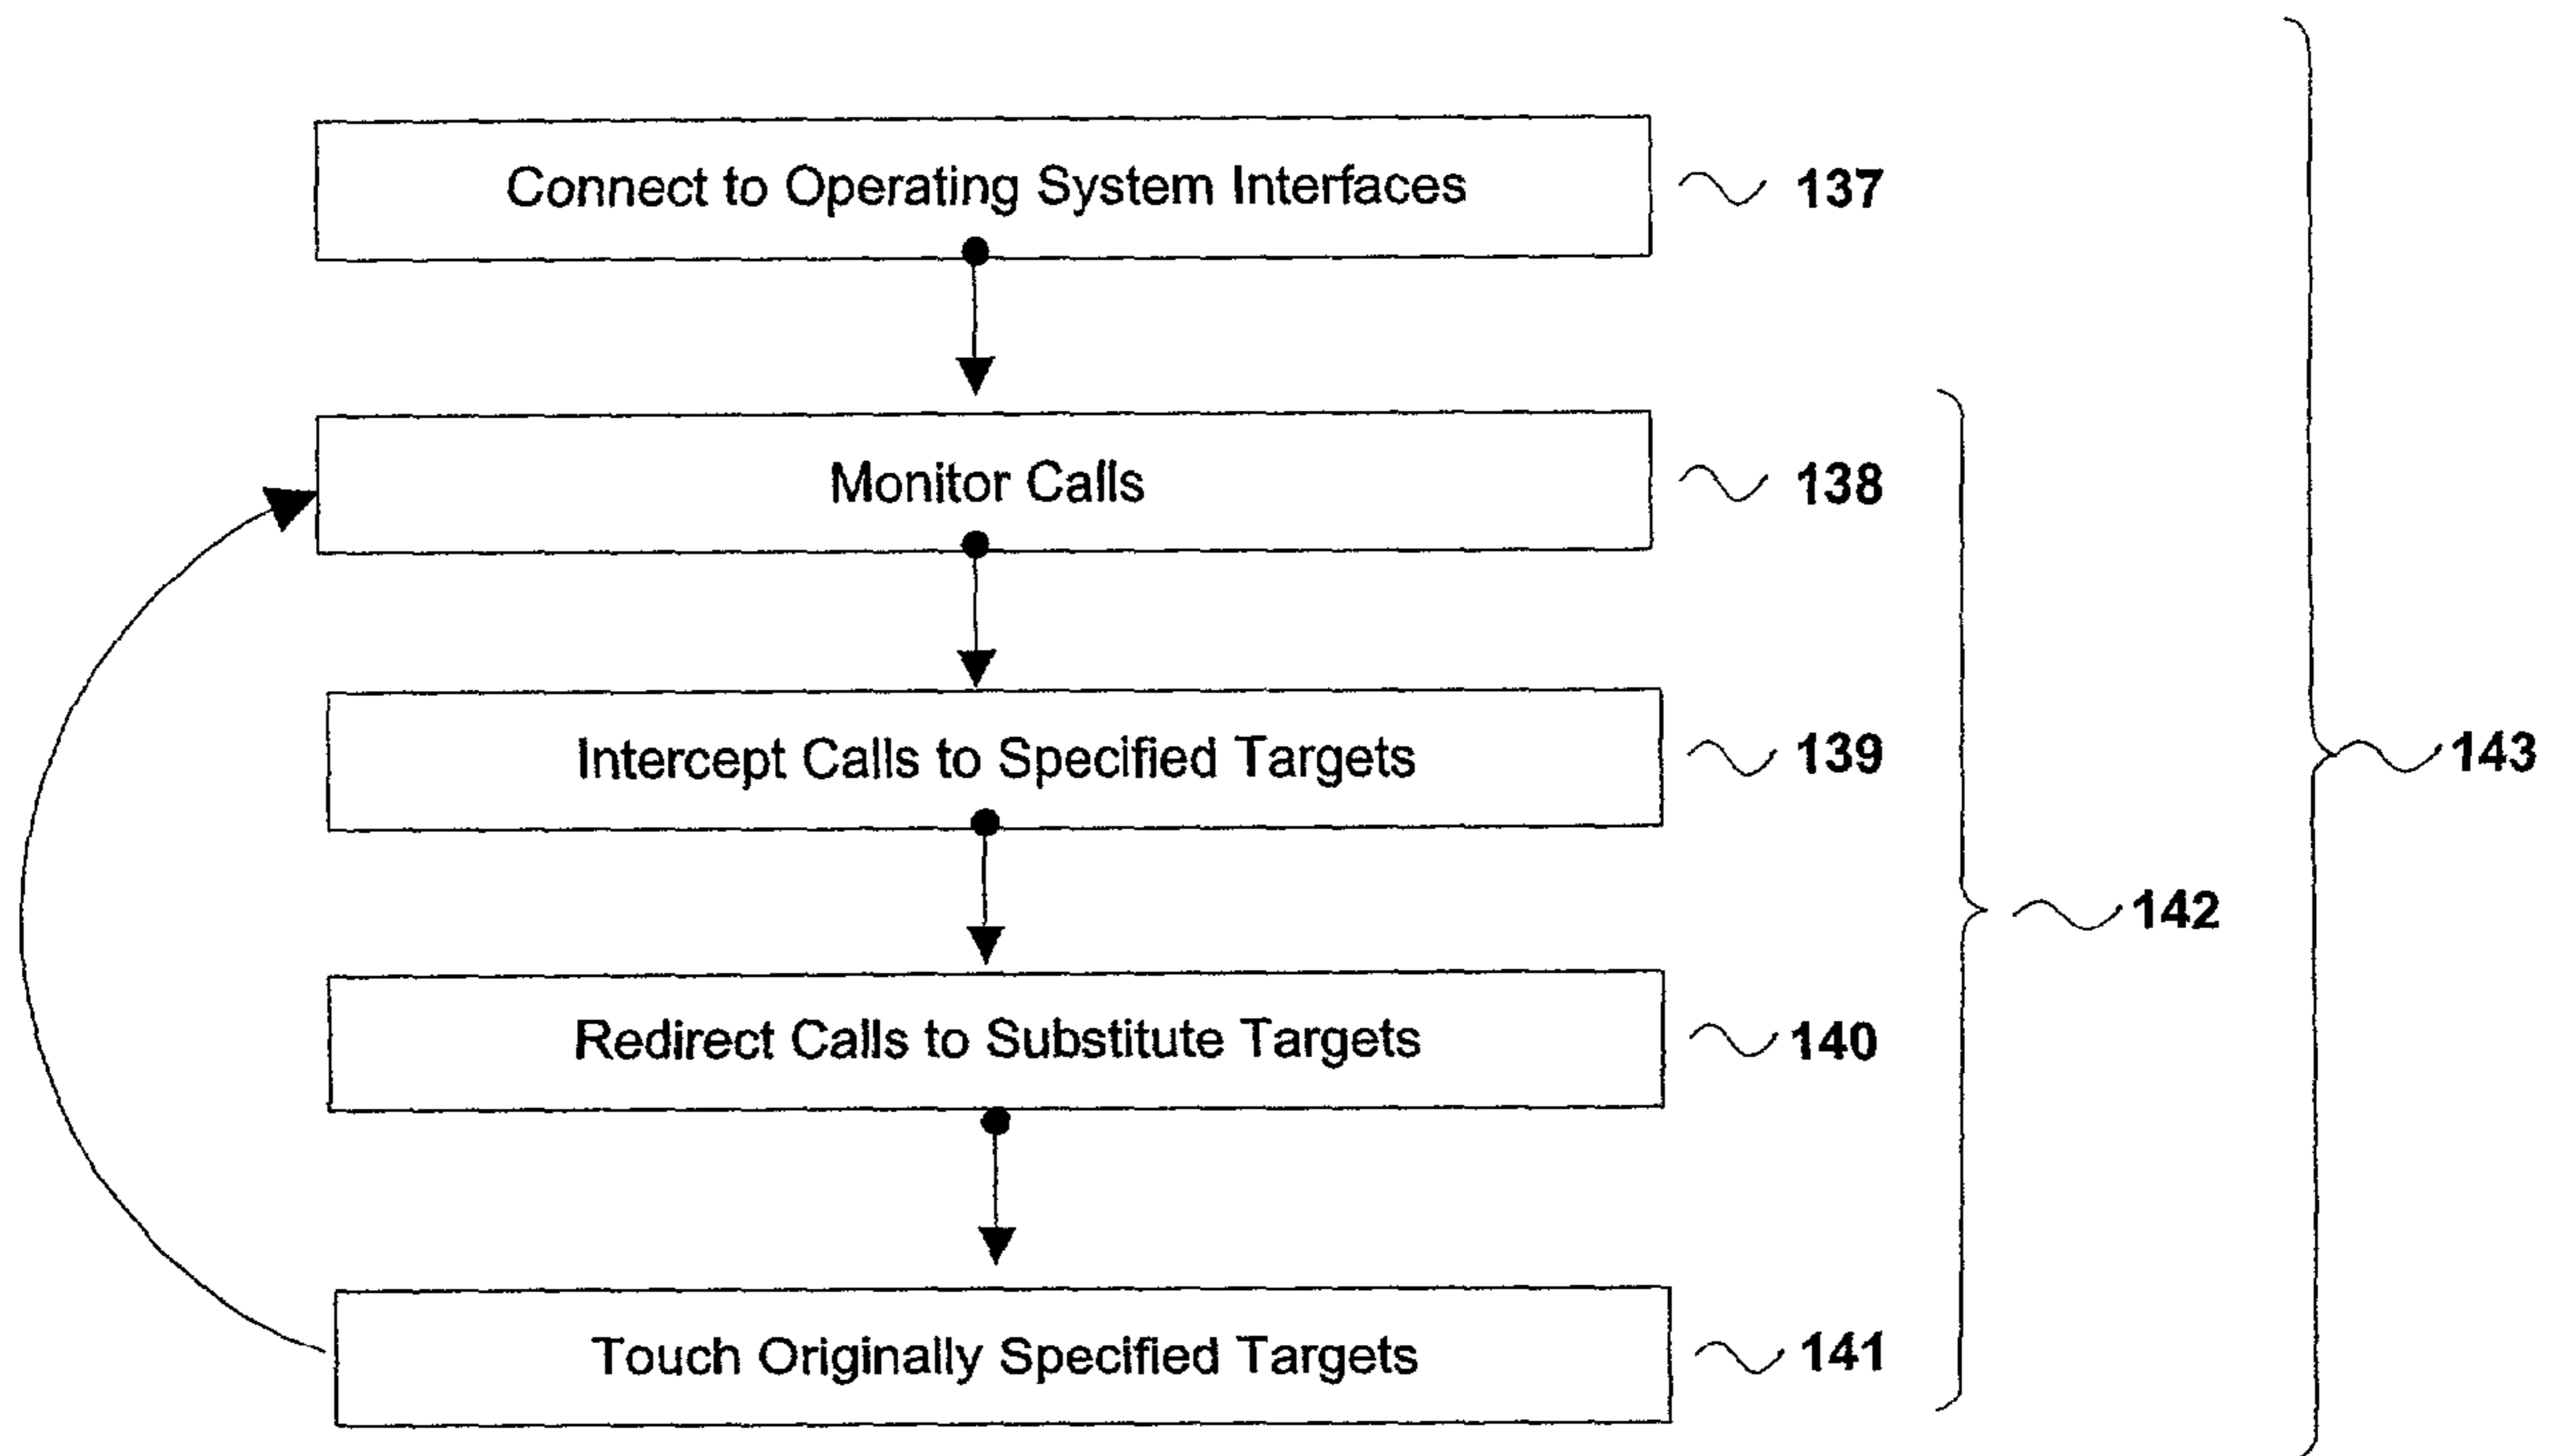 Connect to Operating System Interfaces 137
Monitor Calls 138
Intercept Calls to Specified Targets 139
143
142
Redirect Calls to Substitute Targets 140
Touch Originally Specified Targets 141